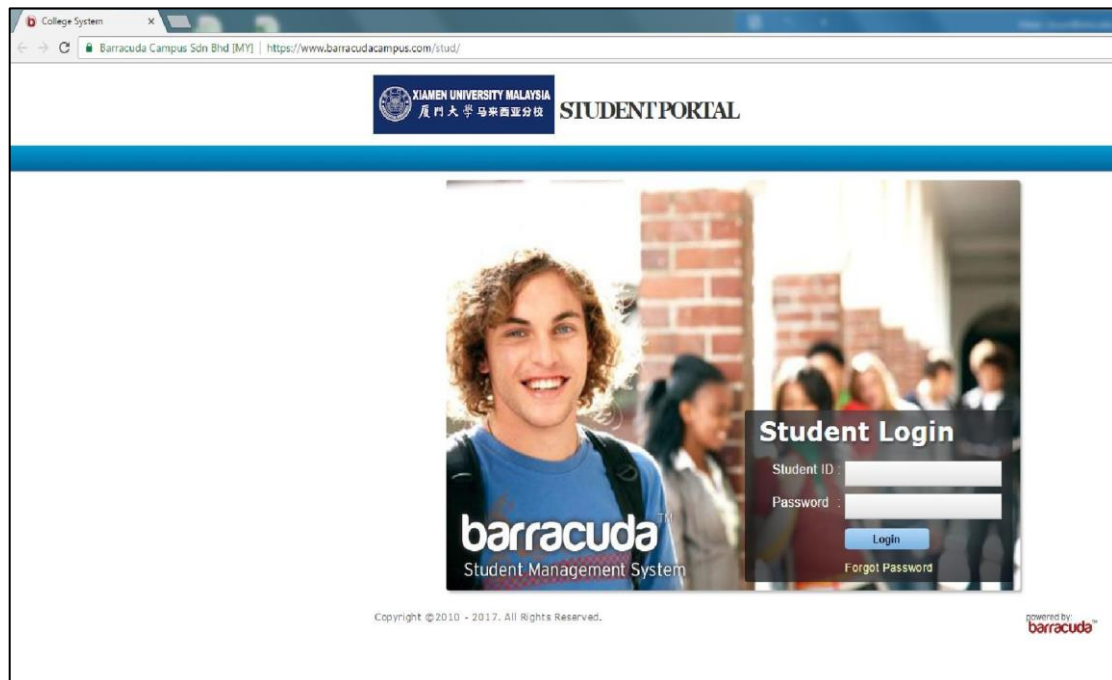 College System
Barracuda Campus Sdn Bhd [MY] | https://www.barracudacampus.com/stud/
XIAMEN UNIVERSITY MALAYSIA
厦门大学马来西亚分校
STUDENT PORTAL
Student Login
Student ID :
Password :
Login
Forgot Password
barracuda™
Student Management System
Copyright ©2010 - 2017. All Rights Reserved.
powered by:
barracuda™